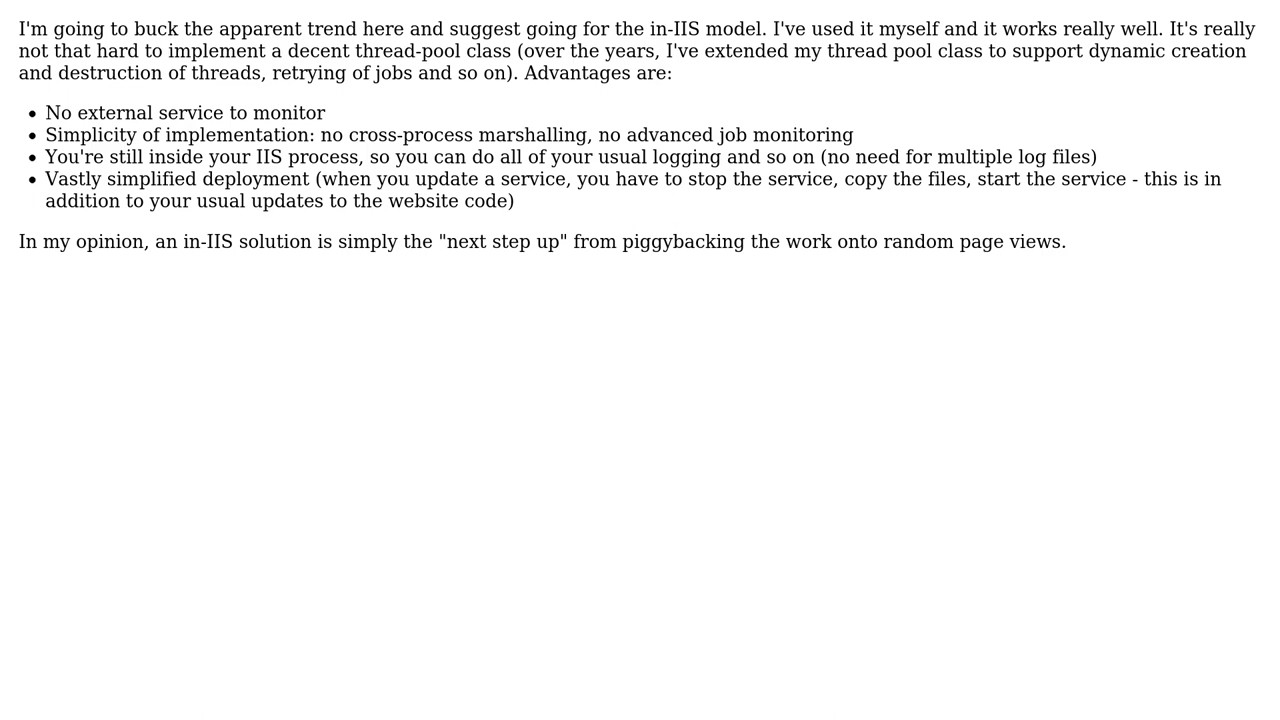 I'm going to buck the apparent trend here and suggest going for the in-IIS model. I've used it myself and it works really well. It's really
not that hard to implement a decent thread-pool class (over the years, I've extended my thread pool class to support dynamic creation
and destruction of threads, retrying of jobs and so on). Advantages are:
• No external service to monitor
• Simplicity of implementation: no cross-process marshalling, no advanced job monitoring
• You're still inside your IIS process, so you can do all of your usual logging and so on (no need for multiple log files)
• Vastly simplified deployment (when you update a service, you have to stop the service, copy the files, start the service - this is in
addition to your usual updates to the website code)
In my opinion, an in-IIS solution is simply the "next step up" from piggybacking the work onto random page views.